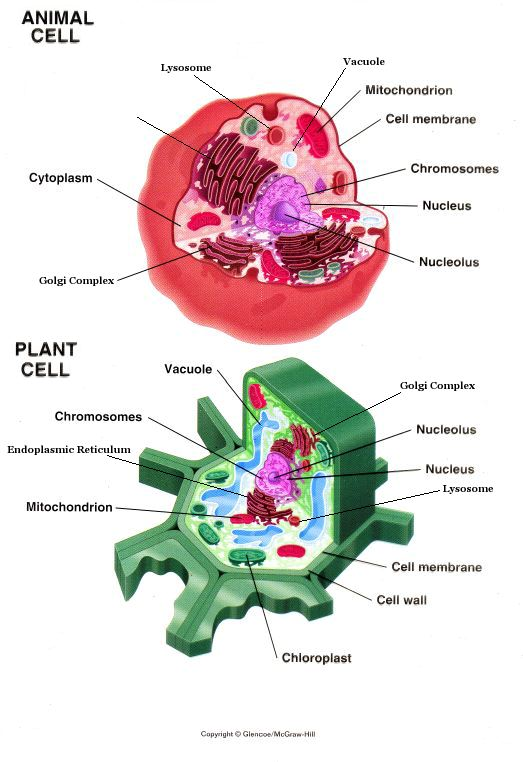 ANIMAL
CELL
Lysosome
Vacuole
Mitochondrion
Cell membrane
Chromosomes
Cytoplasm
Nucleus
Nucleolus
Golgi Complex
PLANT
CELL
Vacuole
Golgi Complex
Chromosomes
Nucleolus
Endoplasmic Reticulum
Nucleus
Lysosome
Mitochondrion
Cell membrane
Cell wall
Chloroplast
Copyright © Glencoe/McGraw-Hill